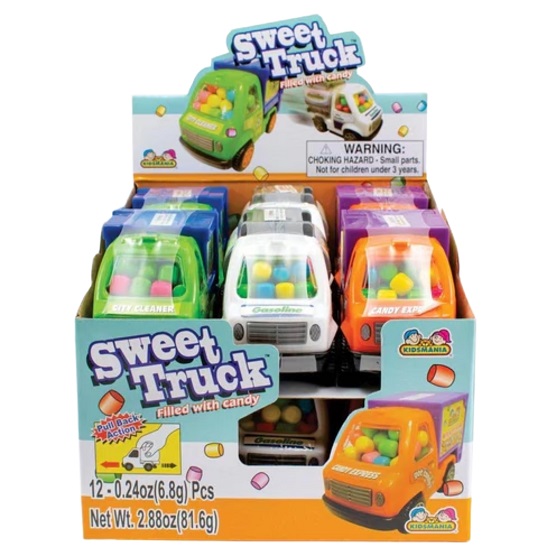 Sweet
Truck
Filled with candy
CITY CLEANER
KIDSMANIA
WARNING:
CHOKING HAZARD - Small parts.
Not for children under 3 years.
CITY CLEANER
Gasoline
CANDY EXP
Sweet
Truck
Filled with candy
KIDSMANIA
Pull Back
Action
Gasoline
CANDY EXPRESS
12 - 0.24oz(6.8g) Pcs
Net Wt. 2.88oz(81.6g)
KIDSMANIA